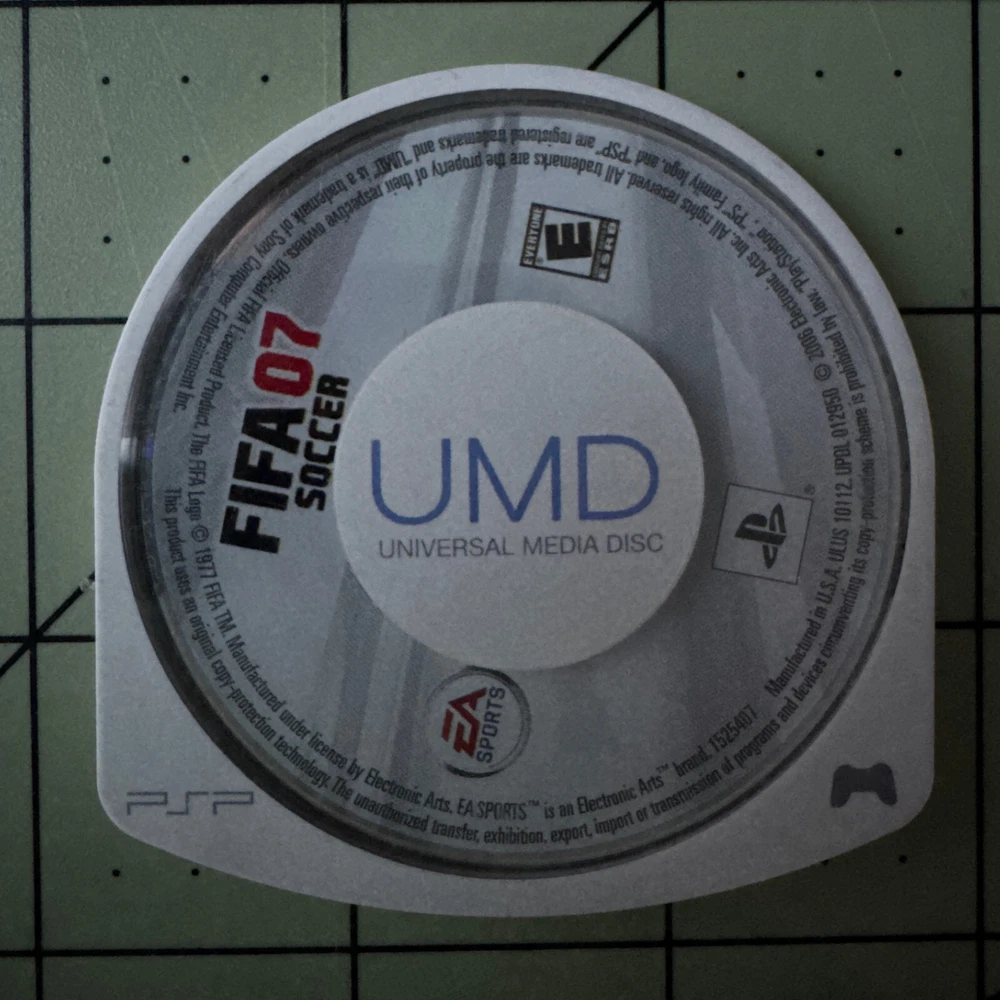 UMD
UNIVERSAL MEDIA DISC
FIFA 07
SOCCER
EVERYONE
E
ESRB
®
EA
SPORTS
PSP
Manufactured in U.S.A. ULUS 10112. UPDL 012950 © 2006 Electronic Arts Inc. All rights reserved. All trademarks are the property of their respective owners. Official FIFA Licensed Product. The FIFA Logo © 1977 FIFA TM. Manufactured under license by Electronic Arts. EA SPORTS™ is an Electronic Arts™ brand. 1525407
"PS" Family logo, and "PSP" are registered trademarks and "UMD" is a trademark of Sony Computer Entertainment Inc.
This product uses an original copy-protection technology. The unauthorized transfer, exhibition, export, import or transmission of programs and devices circumventing its copy-protection scheme is prohibited by law. "PlayStation",